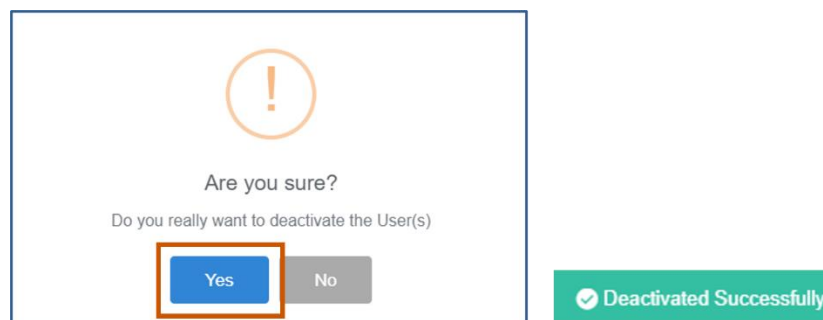 !
Are you sure?
Do you really want to deactivate the User(s)
Yes No
Deactivated Successfully